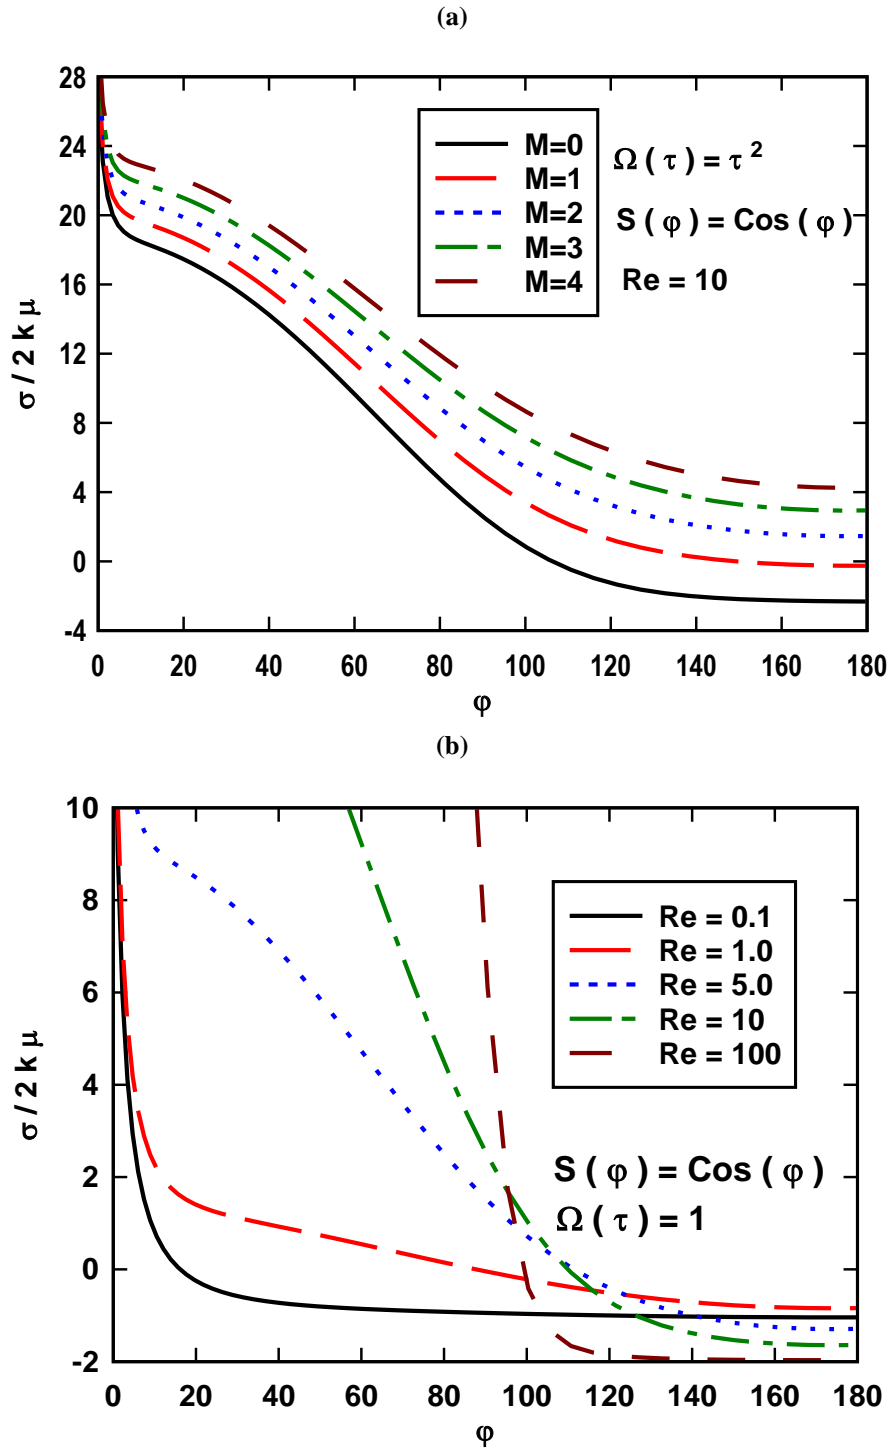 (a)
28
24
20
16
12
8
4
0
-4
σ / 2 k μ
M=0
M=1
M=2
M=3
M=4
Ω ( τ ) = τ ²
S ( φ ) = Cos ( φ )
Re = 10
0 20 40 60 80 100 120 140 160 180
φ
(b)
10
8
6
4
2
0
-2
σ / 2 k μ
Re = 0.1
Re = 1.0
Re = 5.0
Re = 10
Re = 100
S ( φ ) = Cos ( φ )
Ω ( τ ) = 1
0 20 40 60 80 100 120 140 160 180
φ